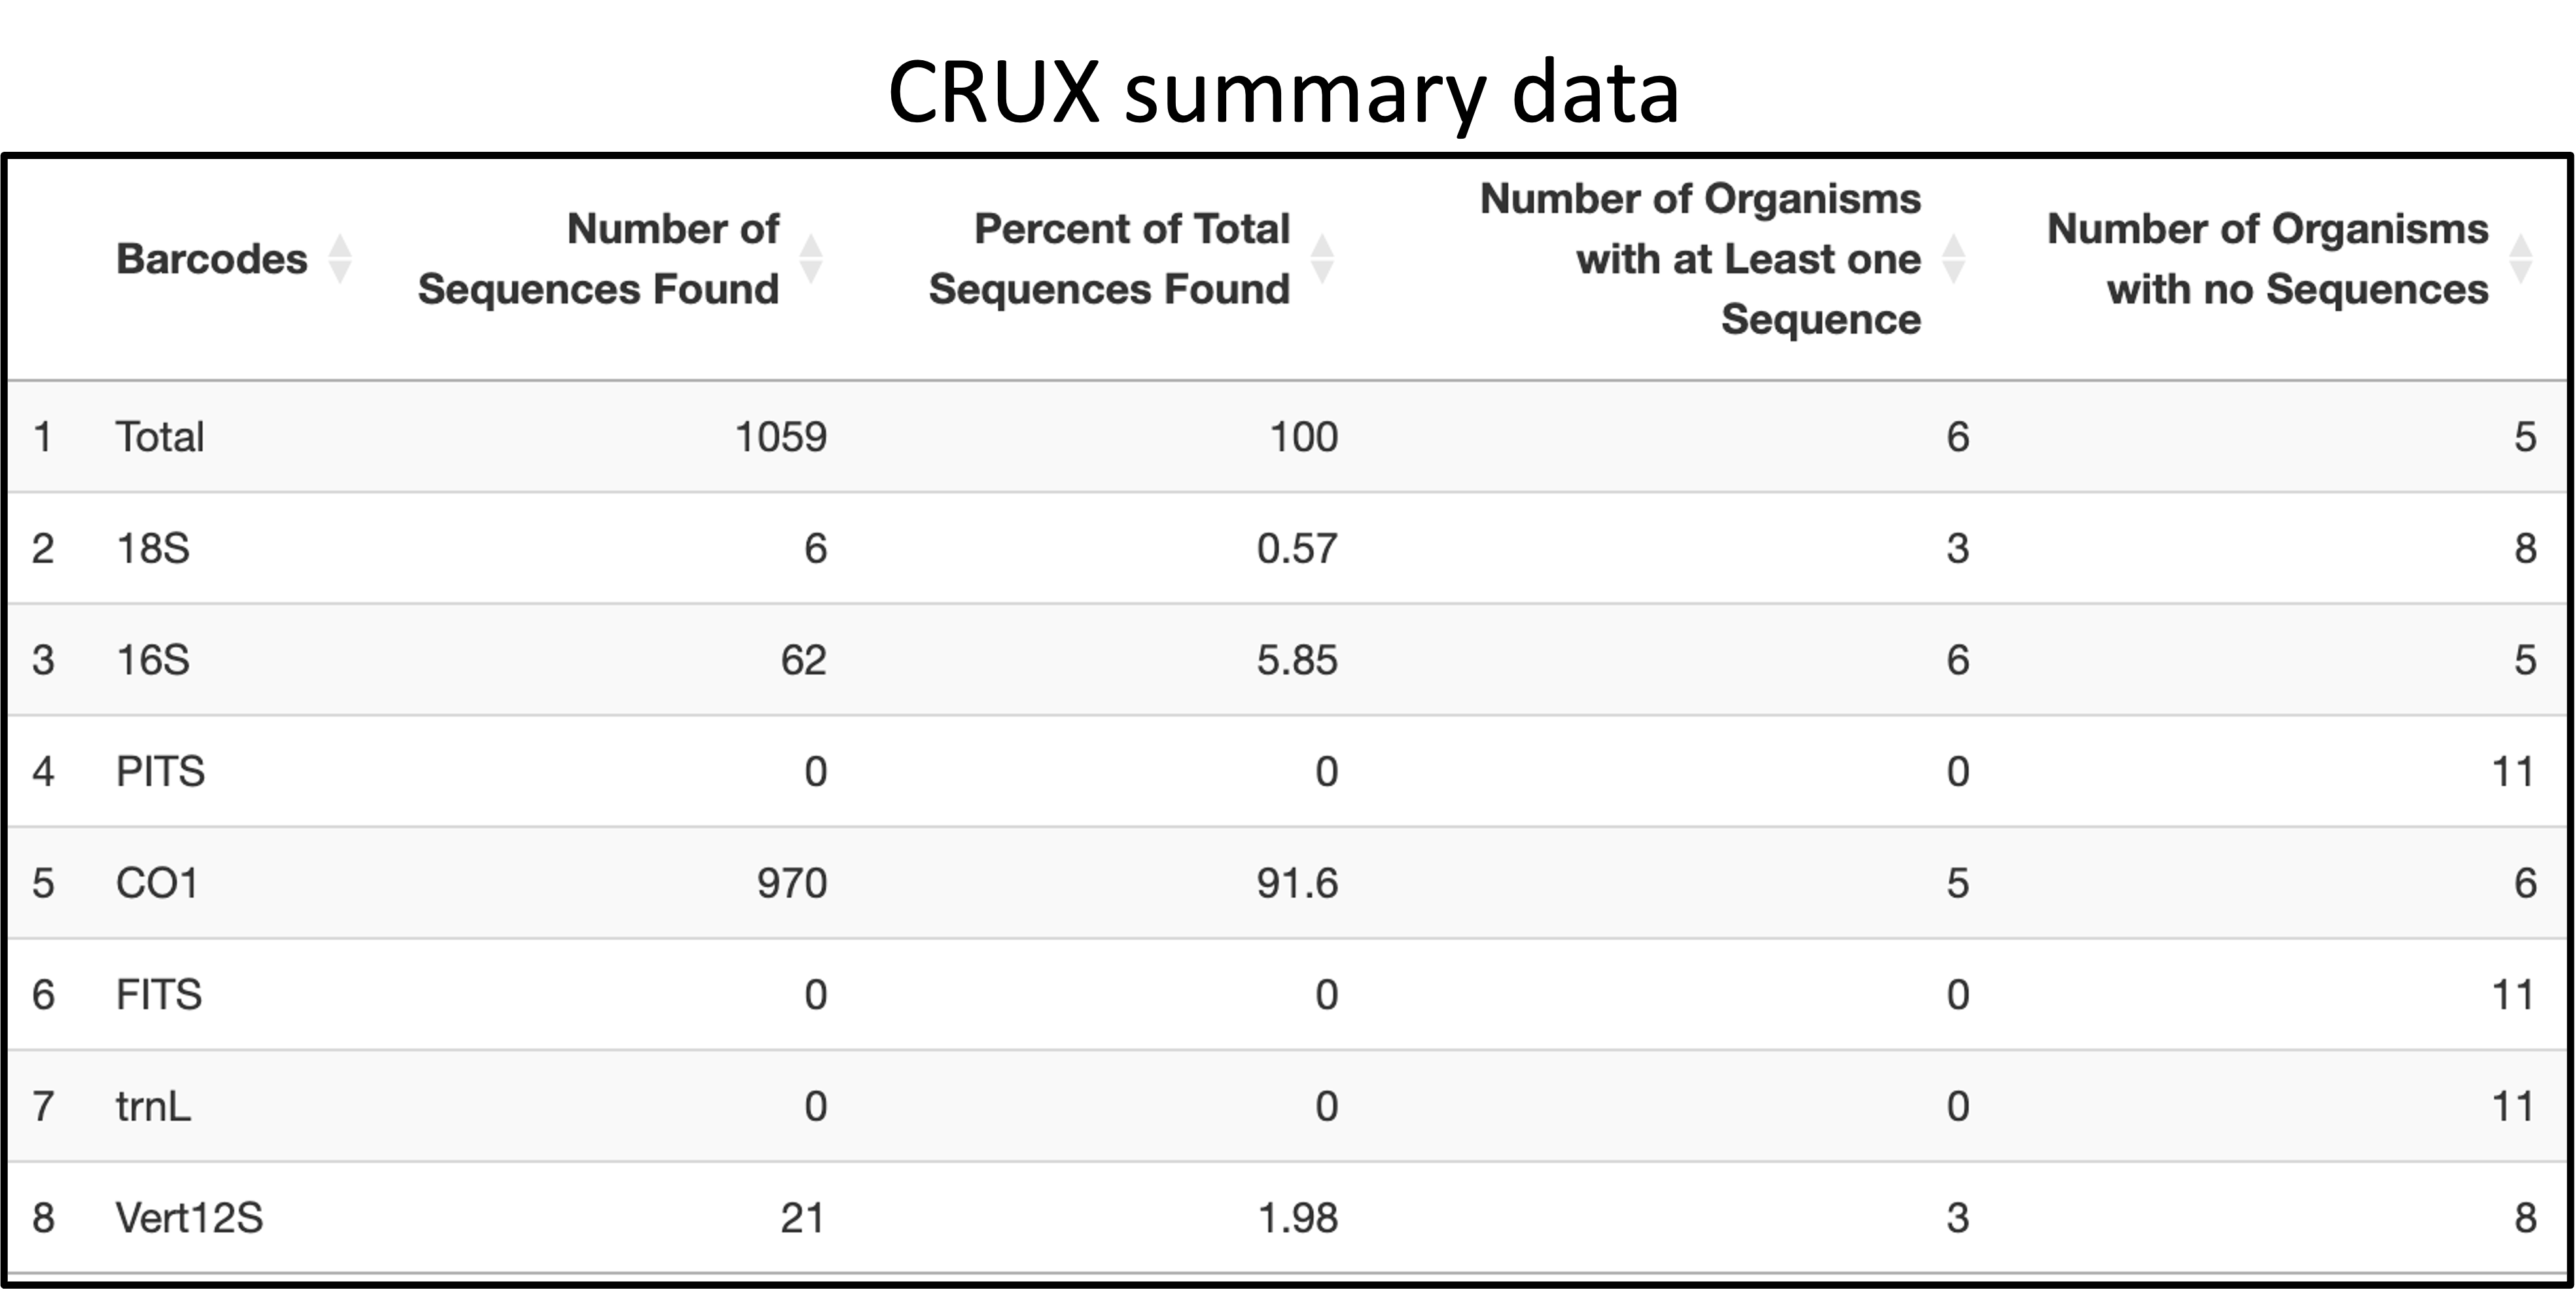 CRUX summary data
Barcodes Number of Sequences Found Percent of Total Sequences Found Number of Organisms with at Least one Sequence Number of Organisms with no Sequences
1 Total 1059 100 6 5
2 18S 6 0.57 3 8
3 16S 62 5.85 6 5
4 PITS 0 0 0 11
5 CO1 970 91.6 5 6
6 FITS 0 0 0 11
7 trnL 0 0 0 11
8 Vert12S 21 1.98 3 8